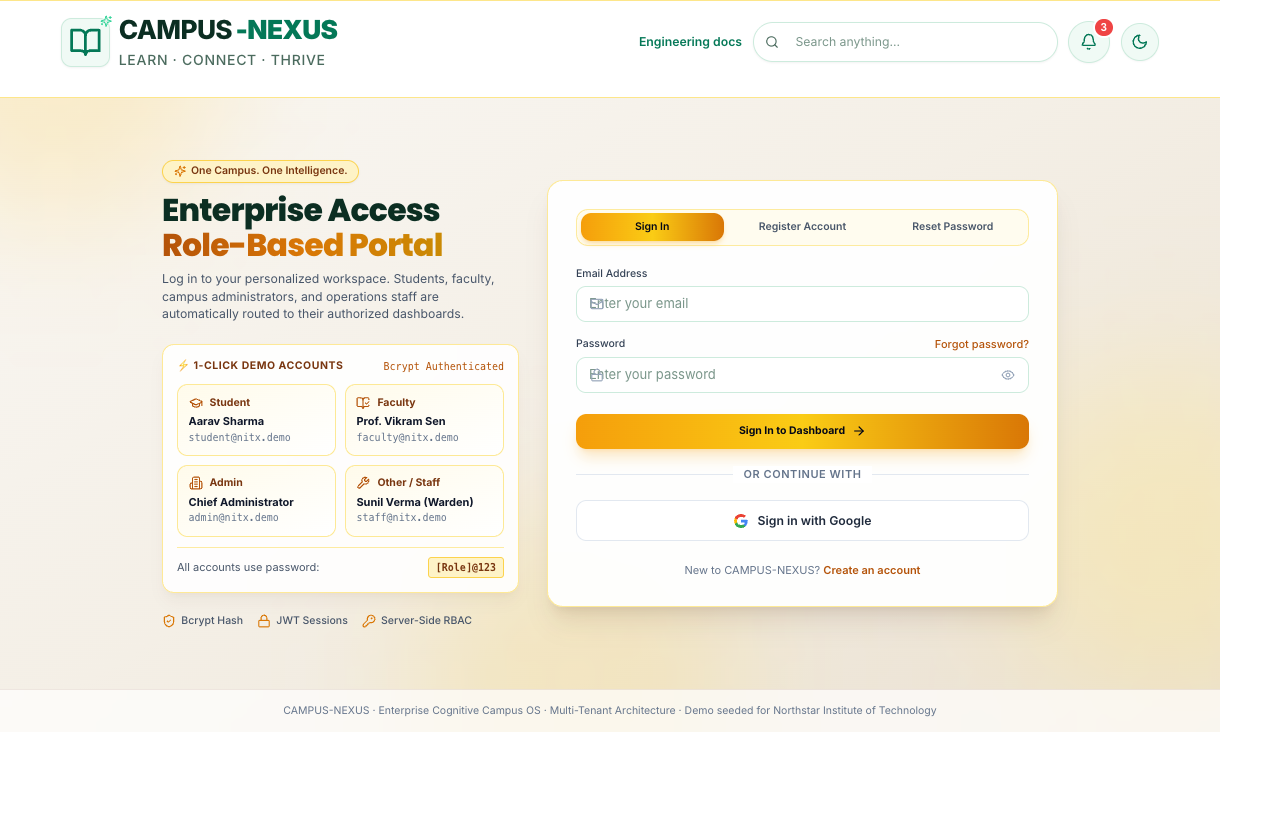 CAMPUS -NEXUS
LEARN · CONNECT · THRIVE
Engineering docs
Search anything...
3
One Campus. One Intelligence.
Enterprise Access
Role-Based Portal
Log in to your personalized workspace. Students, faculty,
campus administrators, and operations staff are
automatically routed to their authorized dashboards.
⚡ 1-CLICK DEMO ACCOUNTS
Bcrypt Authenticated
Student
Aarav Sharma
student@nitx.demo
Faculty
Prof. Vikram Sen
faculty@nitx.demo
Admin
Chief Administrator
admin@nitx.demo
Other / Staff
Sunil Verma (Warden)
staff@nitx.demo
All accounts use password:
[Role]@123
Bcrypt Hash
JWT Sessions
Server-Side RBAC
Sign In
Register Account
Reset Password
Email Address
Enter your email
Password
Forgot password?
Enter your password
Sign In to Dashboard
OR CONTINUE WITH
Sign in with Google
New to CAMPUS-NEXUS? Create an account
CAMPUS-NEXUS · Enterprise Cognitive Campus OS · Multi-Tenant Architecture · Demo seeded for Northstar Institute of Technology